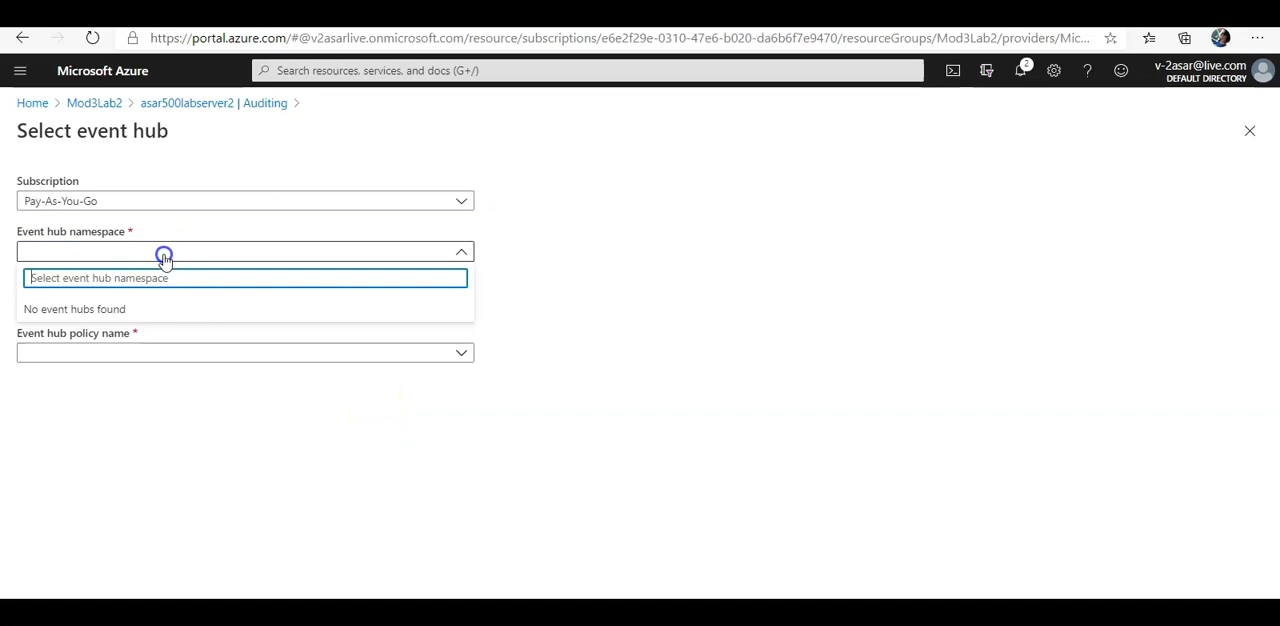 https://portal.azure.com/#@v2asarlive.onmicrosoft.com/resource/subscriptions/e6e2f29e-0310-47e6-b020-da6b6f7e9470/resourceGroups/Mod3Lab2/providers/Mic...
Microsoft Azure
Search resources, services, and docs (G+/)
2
v-2asar@live.com
DEFAULT DIRECTORY
Home > Mod3Lab2 > asar500labserver2 | Auditing >
Select event hub
Subscription
Pay-As-You-Go
Event hub namespace *
Select event hub namespace
No event hubs found
Event hub policy name *